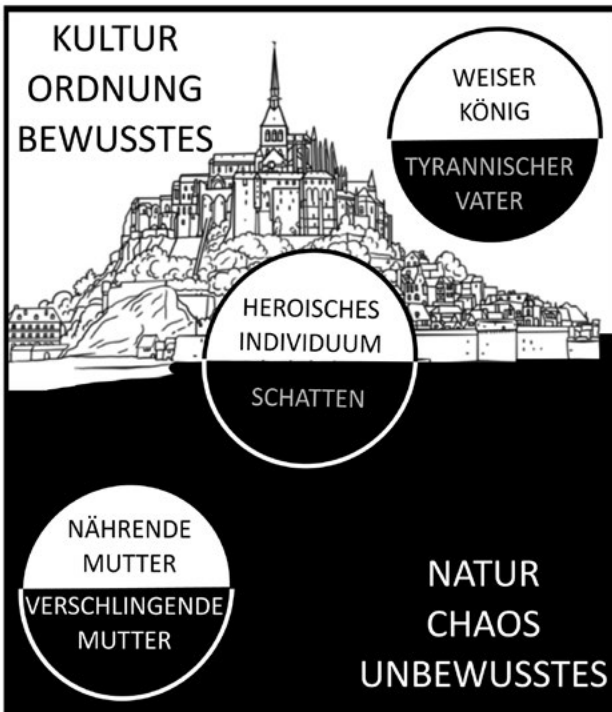 KULTUR
ORDNUNG
BEWUSSTES
WEISER
KÖNIG
TYRANNISCHER
VATER
HEROISCHES
INDIVIDUUM
SCHATTEN
NÄHRENDE
MUTTER
VERSCHLINGENDE
MUTTER
NATUR
CHAOS
UNBEWUSSTES